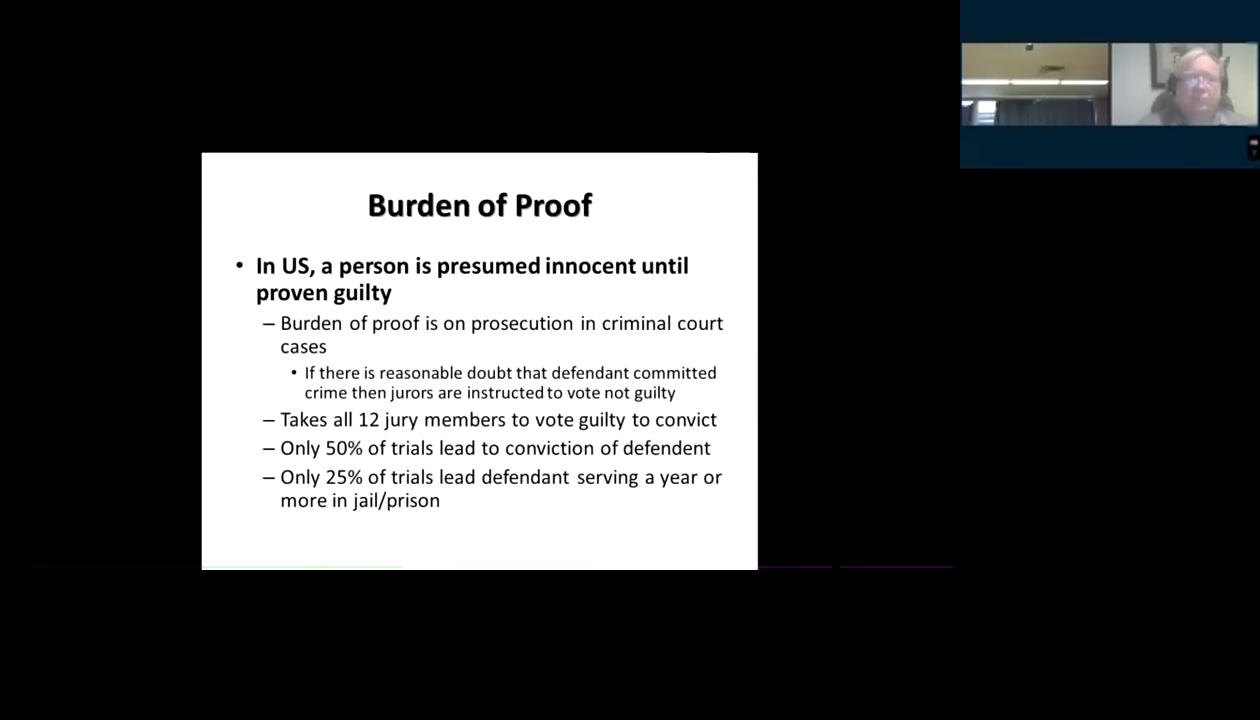 Burden of Proof
• In US, a person is presumed innocent until
proven guilty
– Burden of proof is on prosecution in criminal court
cases
• If there is reasonable doubt that defendant committed
crime then jurors are instructed to vote not guilty
– Takes all 12 jury members to vote guilty to convict
– Only 50% of trials lead to conviction of defendent
– Only 25% of trials lead defendant serving a year or
more in jail/prison